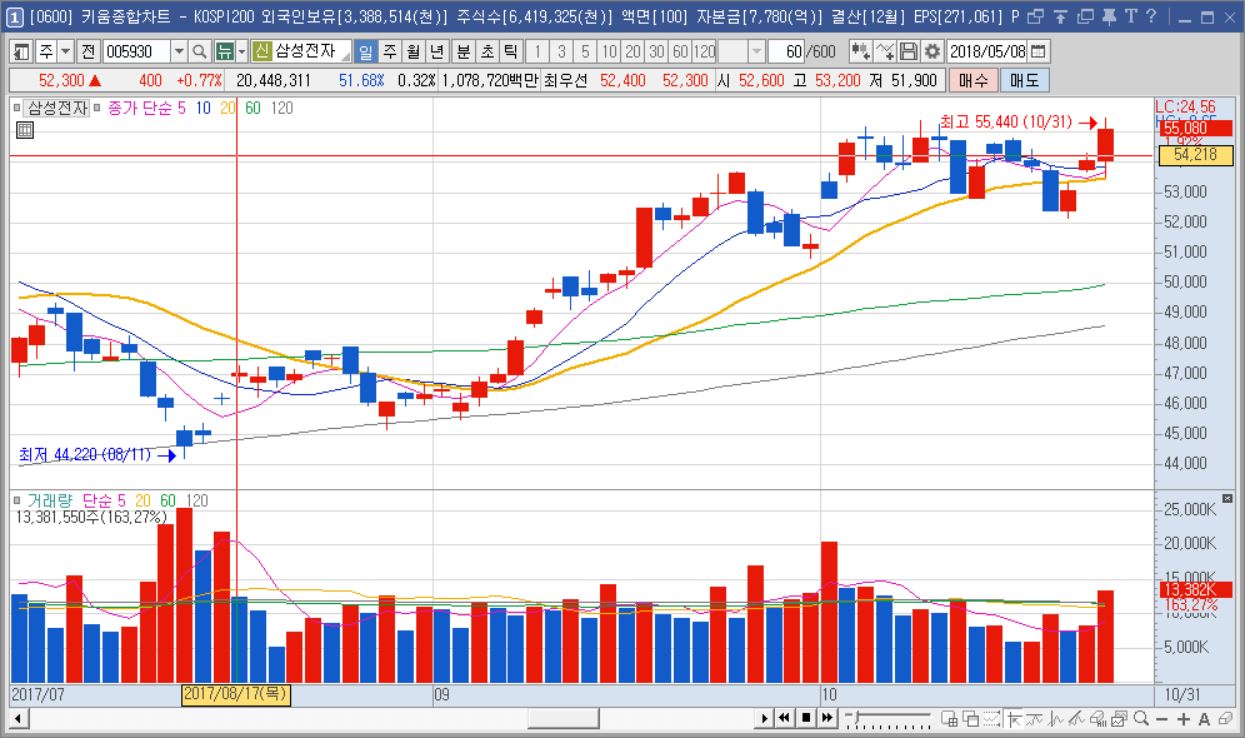 1 [0600] 키움종합차트 - KOSPI200 외국인보유[3,388,514(천)] 주식수[6,419,325(천)] 액면[100] 자본금[7,780(억)] 결산[12월] EPS[271,061] P T ?
주 전 005930 뉴 신 삼성전자 일 주 월 년 분 초 틱 1 3 5 10 20 30 60 120 60 /600 2018/05/08
52,300 ▲ 400 +0.77% 20,448,311 51.68% 0.32% 1,078,720백만 최우선 52,400 52,300 시 52,600 고 53,200 저 51,900 매수 매도
삼성전자 종가 단순 5 10 20 60 120
LC:24,56
최고 55,440 (10/31)
55,080
1.92%
54,218
53,000
52,000
51,000
50,000
49,000
48,000
47,000
46,000
45,000
최저 44,220 (08/11)
44,000
거래량 단순 5 20 60 120
13,381,550주(163,27%)
25,000K
20,000K
15,000K
13,382K
163,27%
10,000K
5,000K
2017/07 2017/08/17(목) 09 10 10/31
A